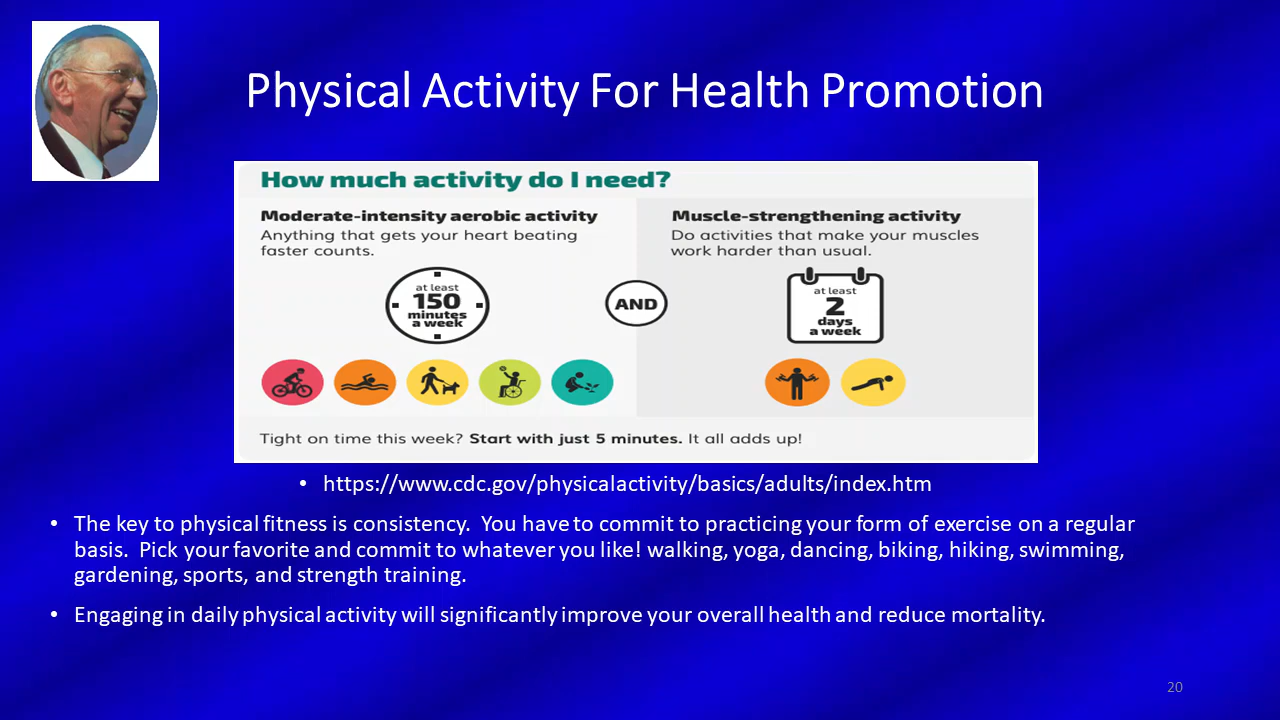 Physical Activity For Health Promotion
How much activity do I need?
Moderate-intensity aerobic activity
Anything that gets your heart beating
faster counts.
at least
150
minutes
a week
AND
Muscle-strengthening activity
Do activities that make your muscles
work harder than usual.
at least
2
days
a week
Tight on time this week? Start with just 5 minutes. It all adds up!
• https://www.cdc.gov/physicalactivity/basics/adults/index.htm
• The key to physical fitness is consistency.  You have to commit to practicing your form of exercise on a regular
basis.  Pick your favorite and commit to whatever you like! walking, yoga, dancing, biking, hiking, swimming,
gardening, sports, and strength training.
• Engaging in daily physical activity will significantly improve your overall health and reduce mortality.
20